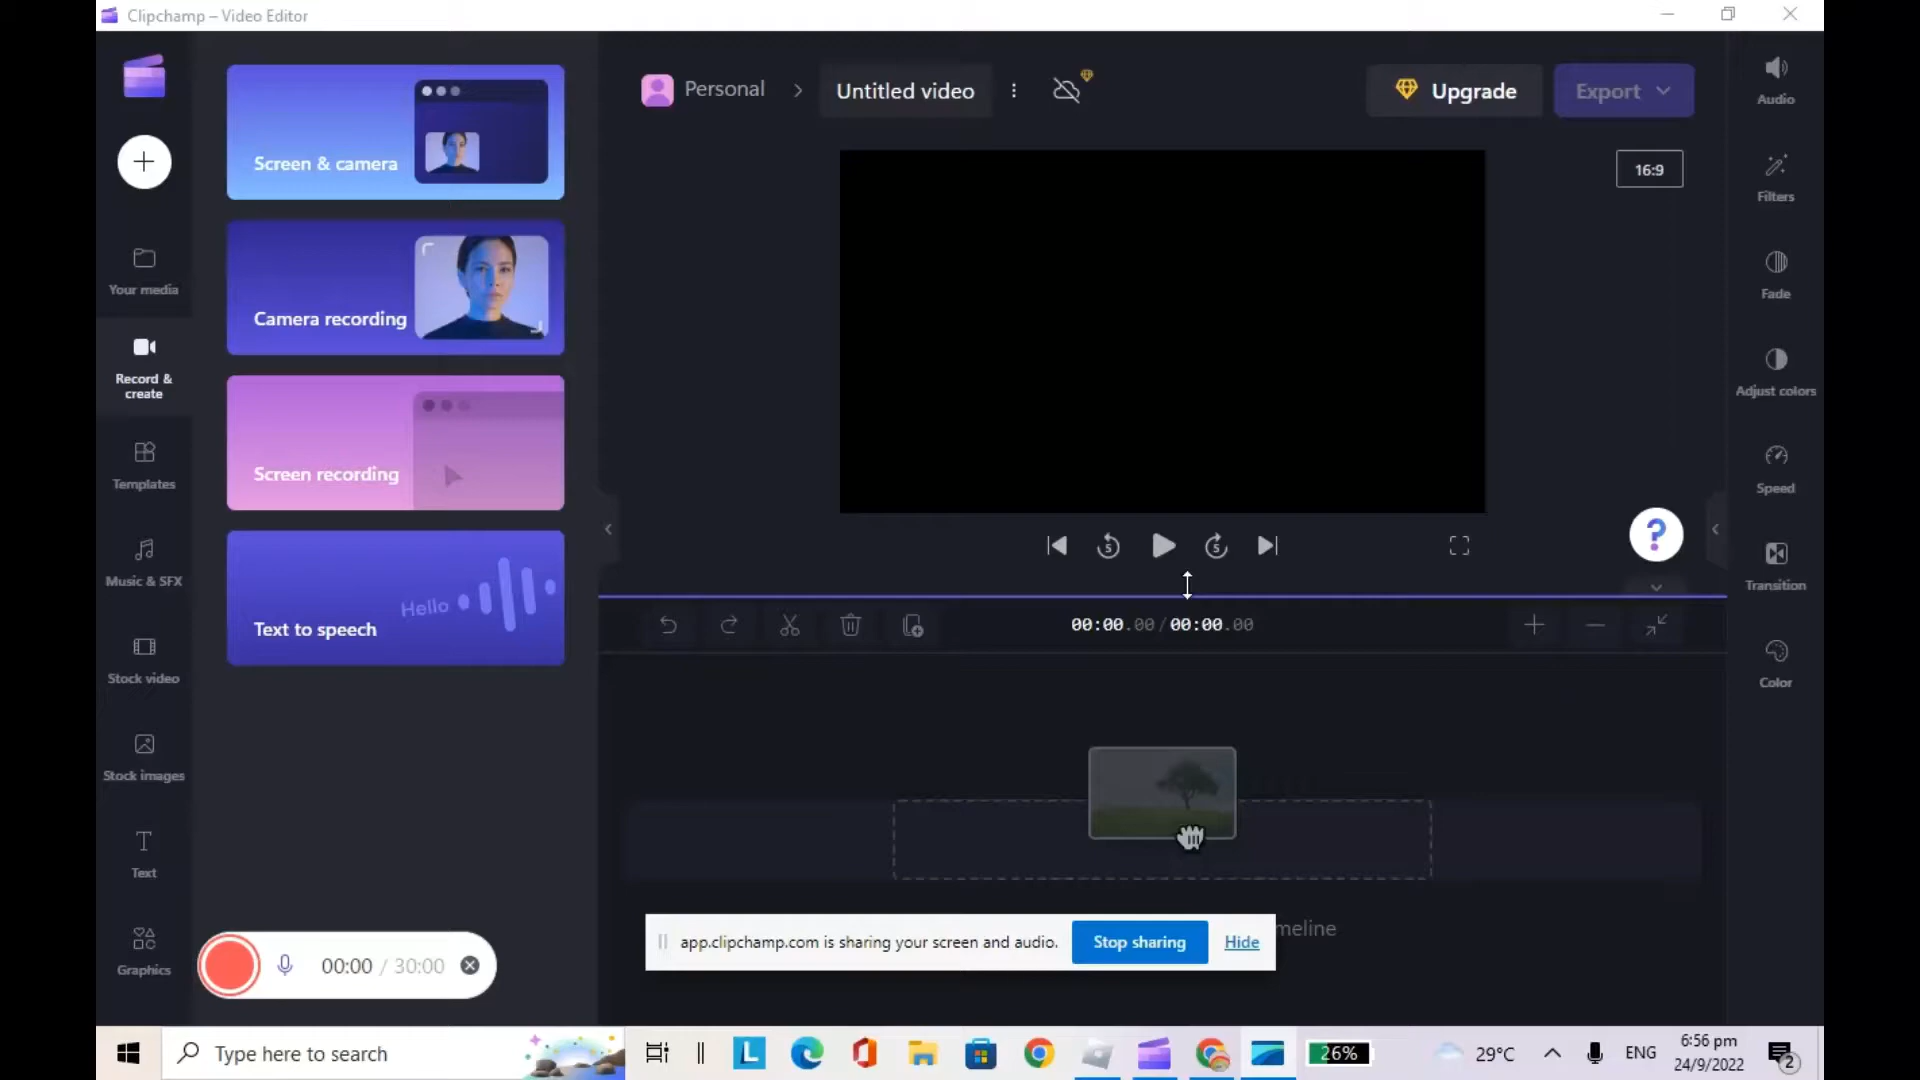 Clipchamp – Video Editor
Screen & camera
Camera recording
Screen recording
Hello
Text to speech
Your media
Record &
create
Templates
Music & SFX
Stock video
Stock images
Text
Graphics
Personal
Untitled video
Upgrade
Export
16:9
5
5
?
00:00.00 / 00:00.00
meline
Audio
Filters
Fade
Adjust colors
Speed
Transition
Color
00:00 / 30:00
app.clipchamp.com is sharing your screen and audio.
Stop sharing
Hide
Type here to search
L
26%
29°C
ENG
6:56 pm
24/9/2022
2